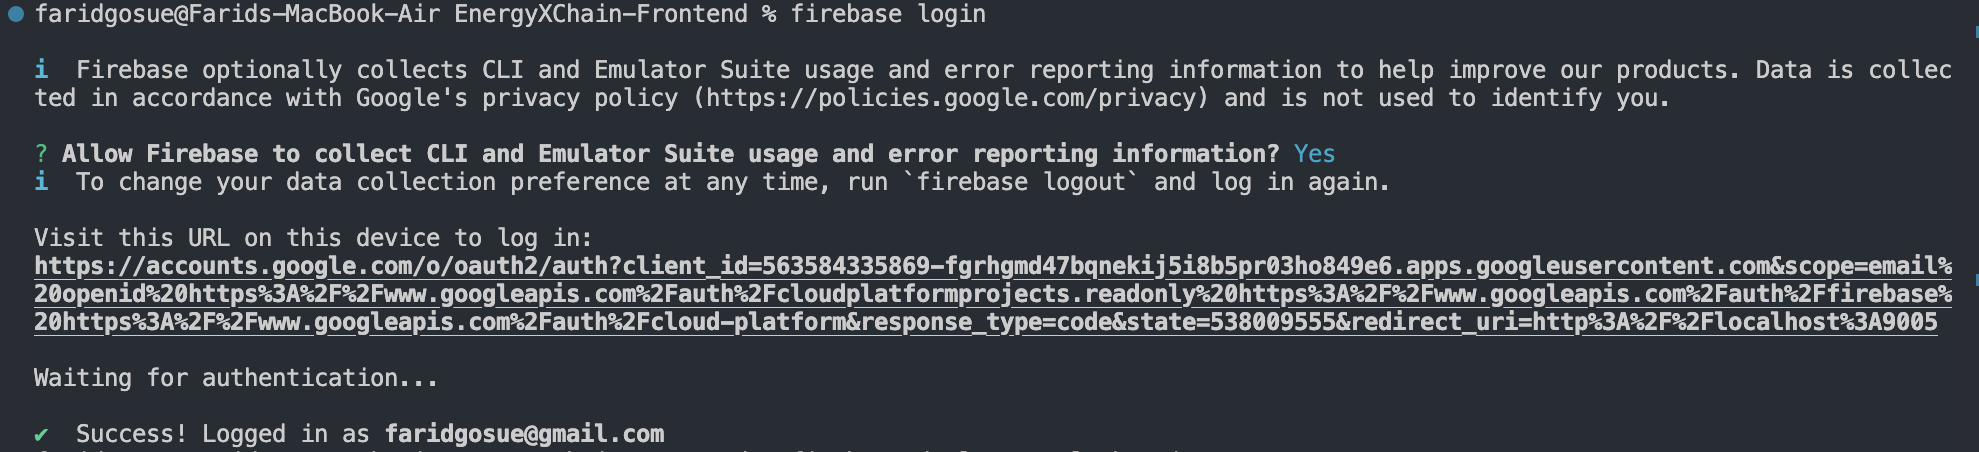 faridgosue@Farids-MacBook-Air EnergyXChain-Frontend % firebase login
i  Firebase optionally collects CLI and Emulator Suite usage and error reporting information to help improve our products. Data is collec
ted in accordance with Google's privacy policy (https://policies.google.com/privacy) and is not used to identify you.
? Allow Firebase to collect CLI and Emulator Suite usage and error reporting information? Yes
i  To change your data collection preference at any time, run `firebase logout` and log in again.
Visit this URL on this device to log in:
https://accounts.google.com/o/oauth2/auth?client_id=563584335869-fgrhgmd47bqnekij5i8b5pr03ho849e6.apps.googleusercontent.com&scope=email%
20openid%20https%3A%2F%2Fwww.googleapis.com%2Fauth%2Fcloudplatformprojects.readonly%20https%3A%2F%2Fwww.googleapis.com%2Fauth%2Ffirebase%
20https%3A%2F%2Fwww.googleapis.com%2Fauth%2Fcloud-platform&response_type=code&state=538009555&redirect_uri=http%3A%2F%2Flocalhost%3A9005
Waiting for authentication...
✔  Success! Logged in as faridgosue@gmail.com